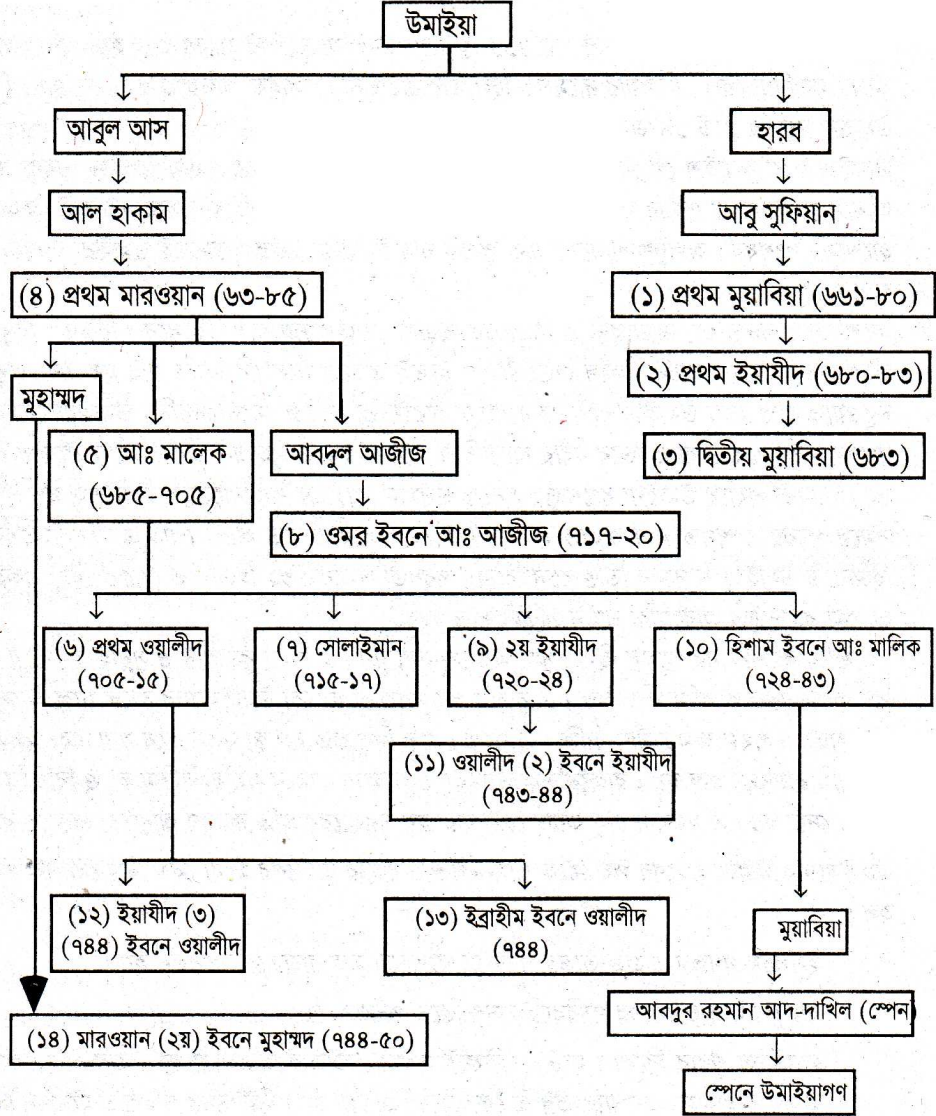 উমাইয়া
আবুল আস
হারব
আল হাকাম
আবু সুফিয়ান
(৪) প্রথম মারওয়ান (৬৩-৮৫)
(১) প্রথম মুয়াবিয়া (৬৬১-৮০)
(২) প্রথম ইয়াযীদ (৬৮০-৮৩)
মুহাম্মদ
(৫) আঃ মালেক
(৬৮৫-৭০৫)
আবদুল আজীজ
(৩) দ্বিতীয় মুয়াবিয়া (৬৮৩)
(৮) ওমর ইবনে আঃ আজীজ (৭১৭-২০)
(৬) প্রথম ওয়ালীদ
(৭০৫-১৫)
(৭) সোলাইমান
(৭১৫-১৭)
(৯) ২য় ইয়াযীদ
(৭২০-২৪)
(১০) হিশাম ইবনে আঃ মালিক
(৭২৪-৪৩)
(১১) ওয়ালীদ (২) ইবনে ইয়াযীদ
(৭৪৩-৪৪)
(১২) ইয়াযীদ (৩)
(৭৪৪) ইবনে ওয়ালীদ
(১৩) ইব্রাহীম ইবনে ওয়ালীদ
(৭৪৪)
মুয়াবিয়া
আবদুর রহমান আদ-দাখিল (স্পেন)
(১৪) মারওয়ান (২য়) ইবনে মুহাম্মদ (৭৪৪-৫০)
স্পেনে উমাইয়াগণ